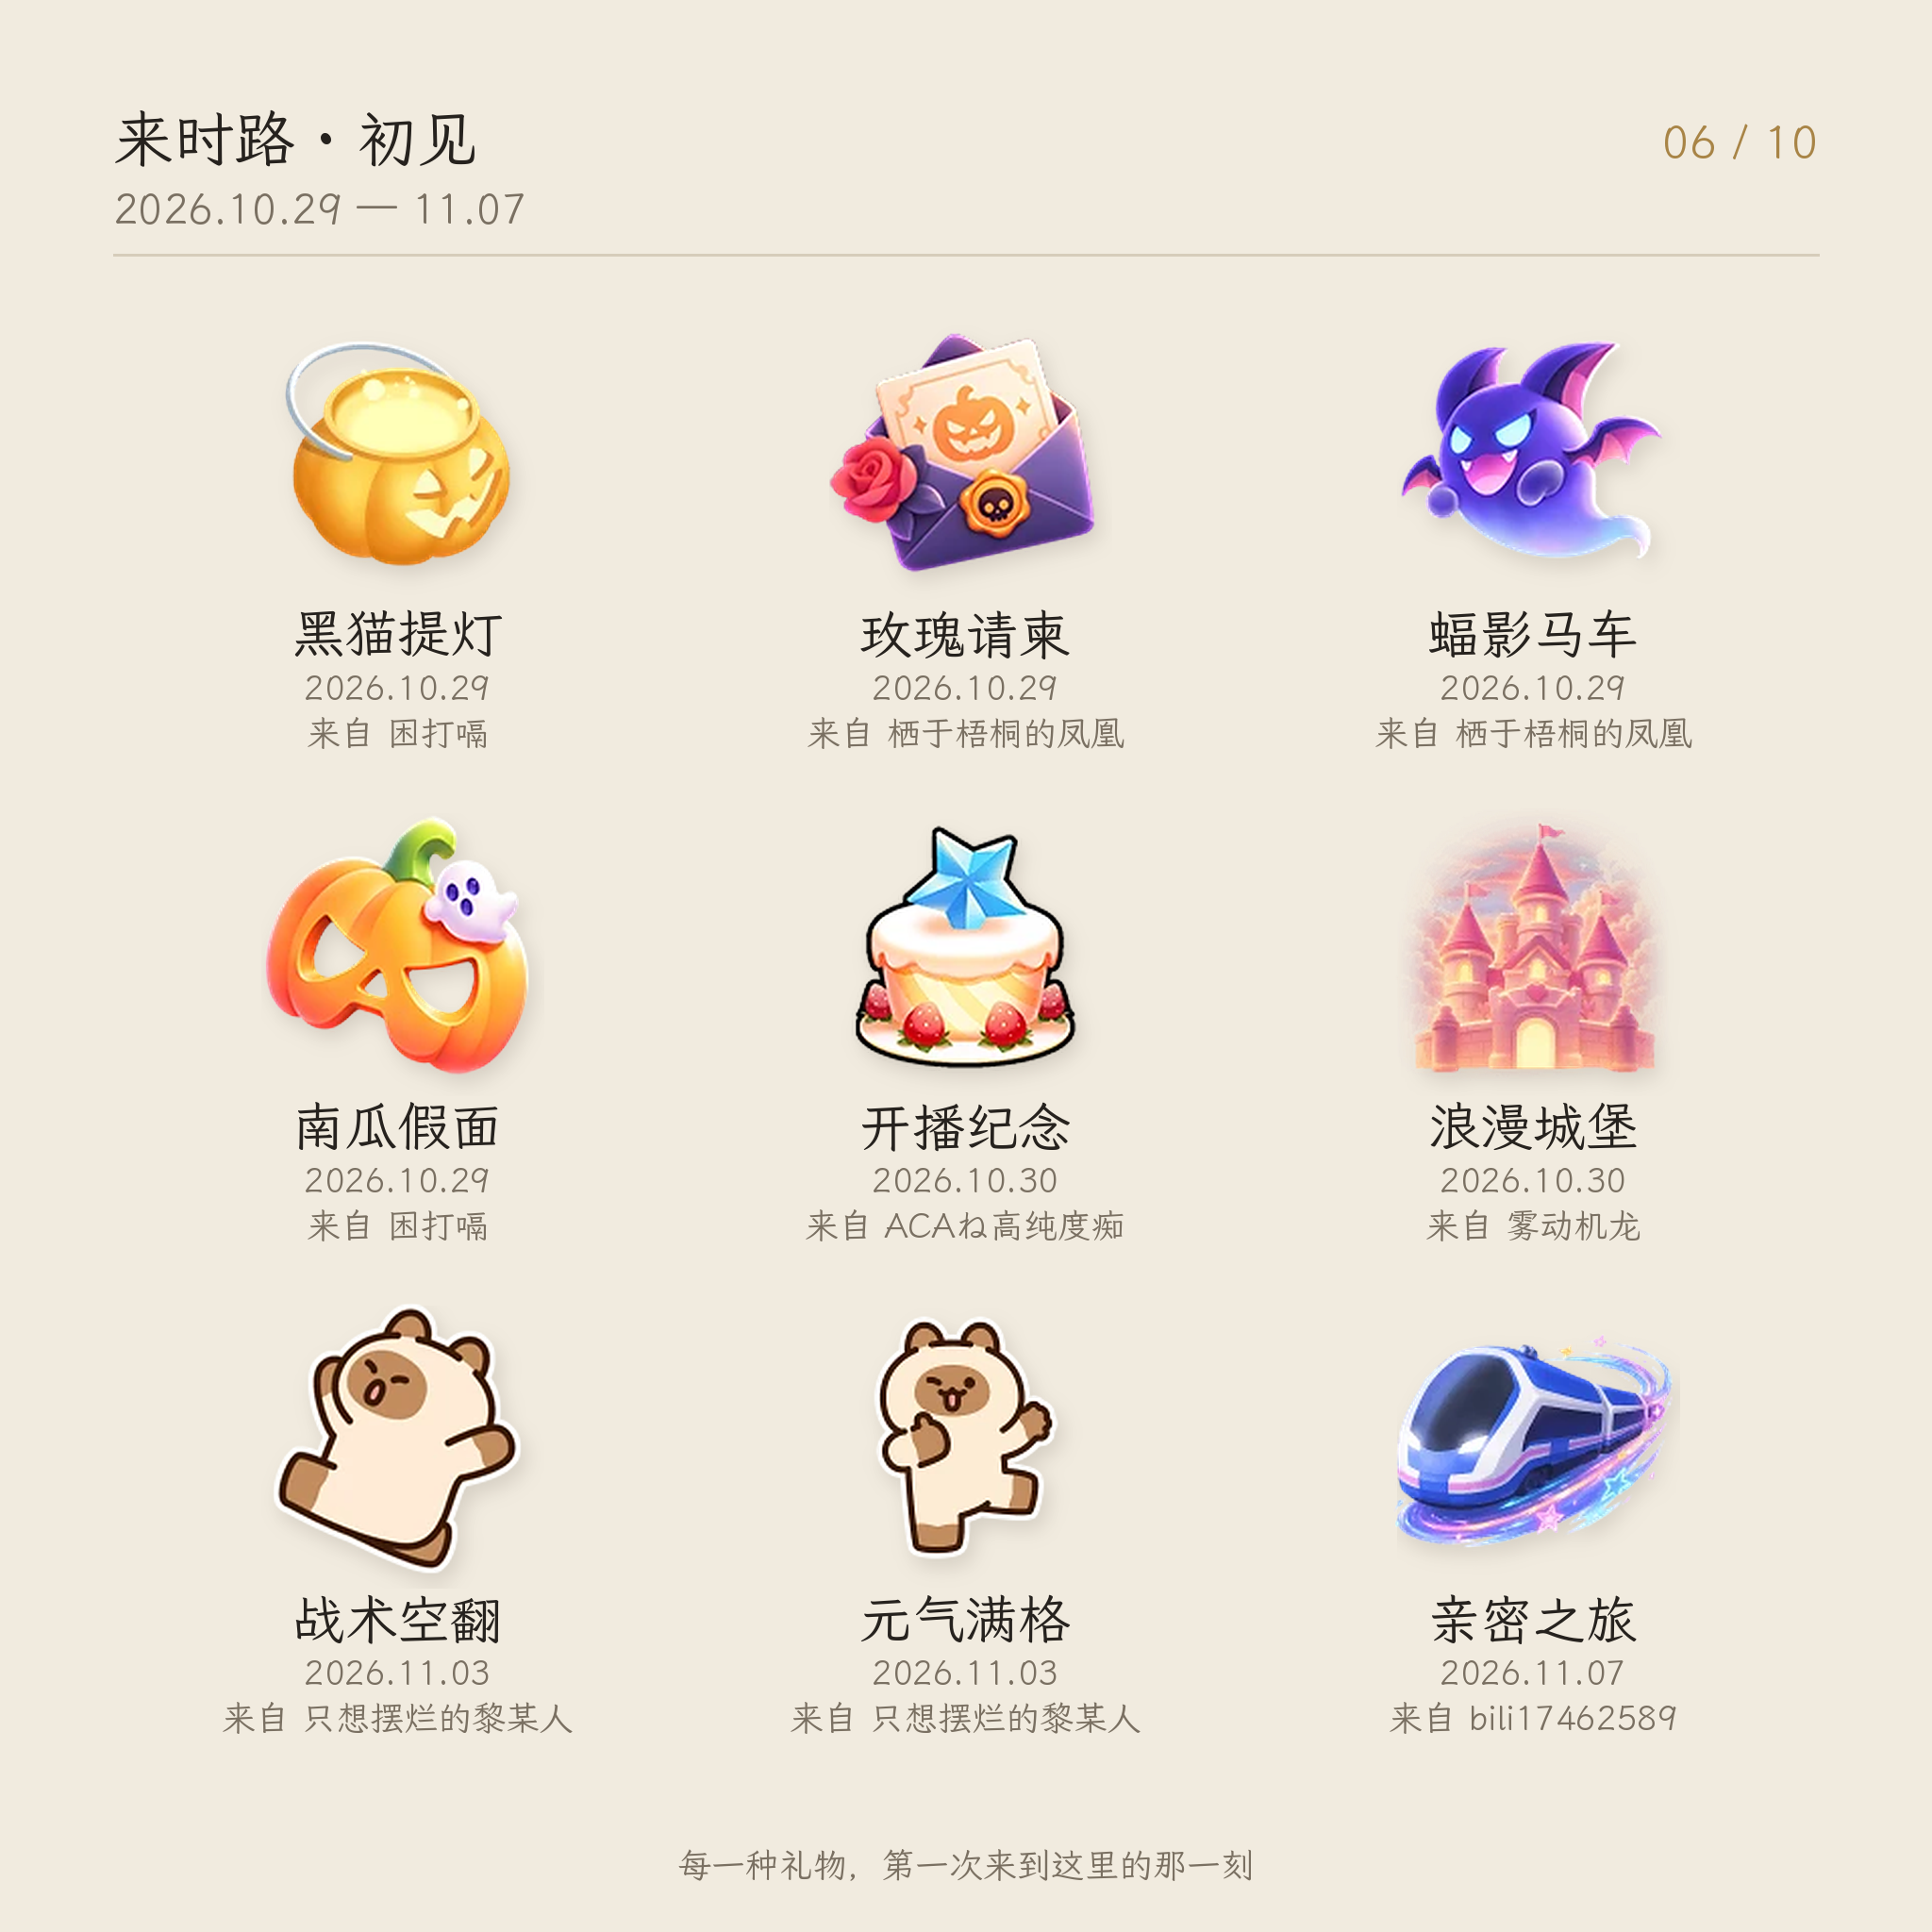 来时路·初见
06 / 10
2026.10.29 — 11.07
黑猫提灯
2026.10.29
来自 困打嗝
玫瑰请柬
2026.10.29
来自 栖于梧桐的凤凰
蝠影马车
2026.10.29
来自 栖于梧桐的凤凰
南瓜假面
2026.10.29
来自 困打嗝
开播纪念
2026.10.30
来自 ACAね高纯度痴
浪漫城堡
2026.10.30
来自 雾动机龙
战术空翻
2026.11.03
来自 只想摆烂的黎某人
元气满格
2026.11.03
来自 只想摆烂的黎某人
亲密之旅
2026.11.07
来自 bili17462589
每一种礼物，第一次来到这里的那一刻